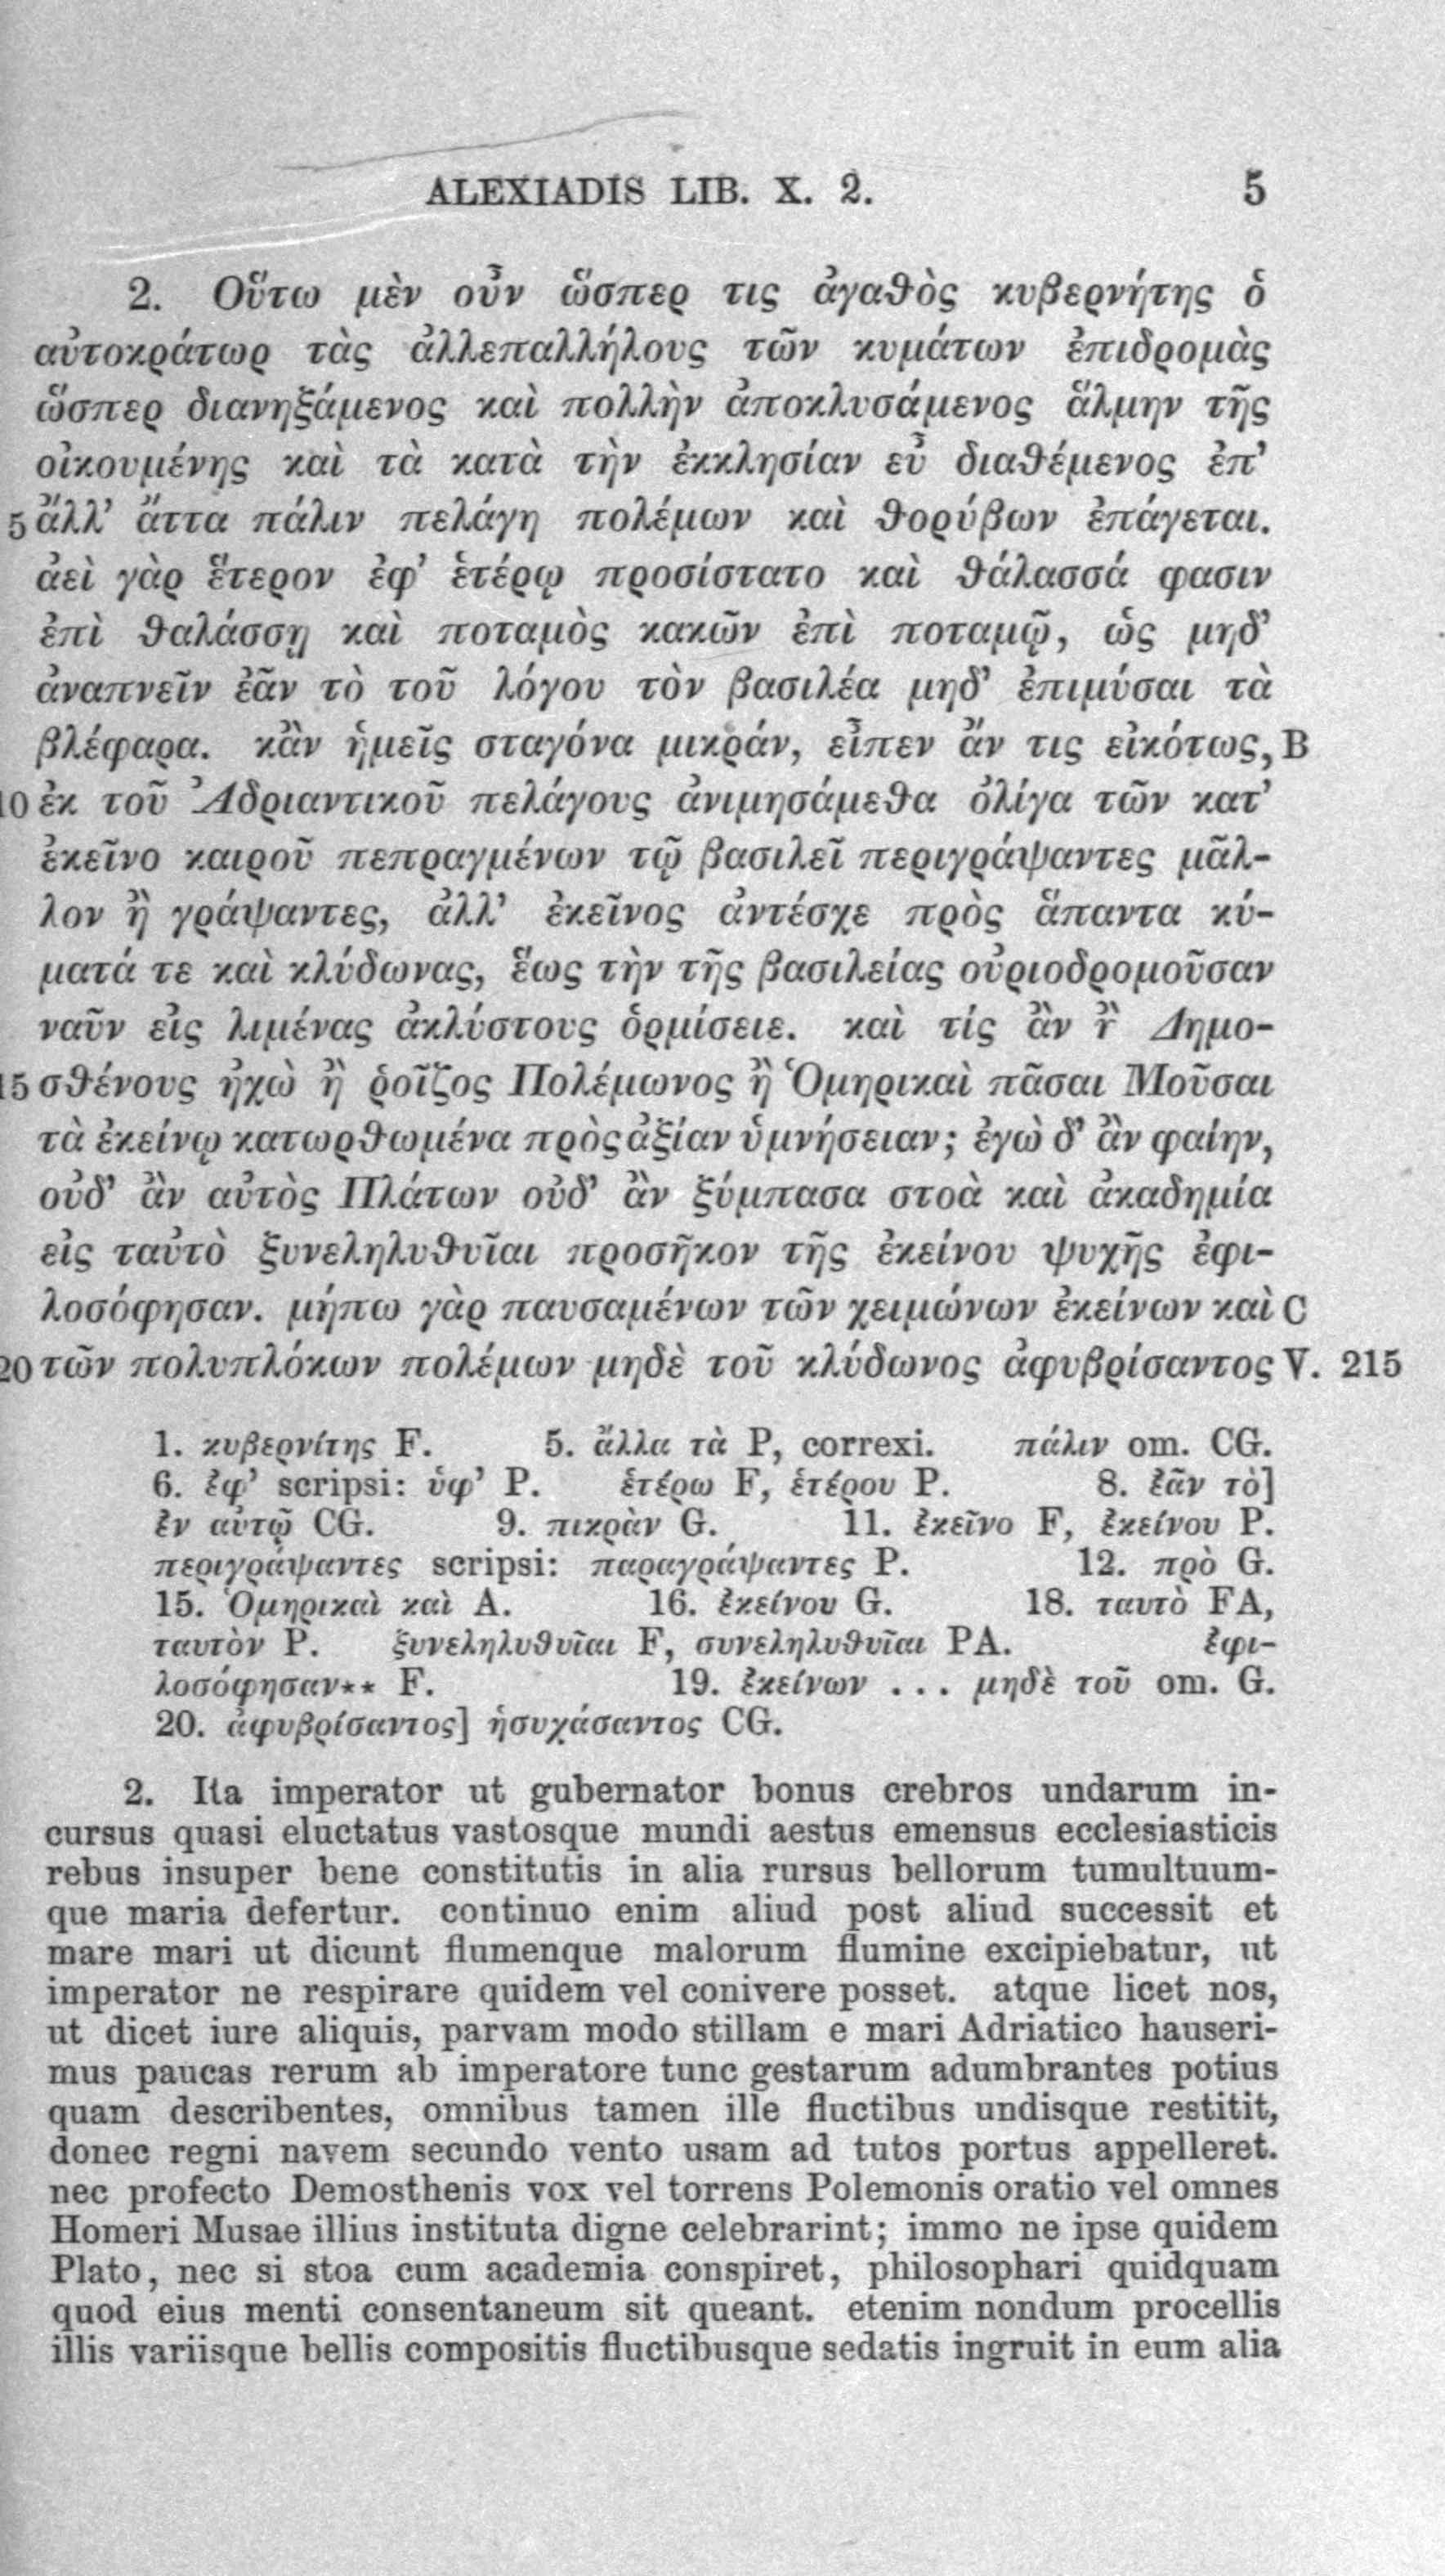 ALEXIADIS LIB. X. 2. 5
2. Οὕτω μὲν οὖν ὥσπερ τις ἀγαθὸς κυβερνήτης ὁ
αὐτοκράτωρ τὰς ἀλλεπαλλήλους τῶν κυμάτων ἐπιδρομὰς
ὥσπερ διανηξάμενος καὶ πολλὴν ἀποκλυσάμενος ἅλμην τῆς
οἰκουμένης καὶ τὰ κατὰ τὴν ἐκκλησίαν εὖ διαθέμενος ἐπ’
5 ἄλλ’ ἄττα πάλιν πελάγη πολέμων καὶ θορύβων ἐπάγεται.
ἀεὶ γὰρ ἕτερον ἐφ’ ἑτέρῳ προσίστατο καὶ θάλασσά φασιν
ἐπὶ θαλάσσῃ καὶ ποταμὸς κακῶν ἐπὶ ποταμῷ, ὡς μηδ’
ἀναπνεῖν ἐᾶν τὸ τοῦ λόγου τὸν βασιλέα μηδ’ ἐπιμύσαι τὰ
βλέφαρα. κἂν ἡμεῖς σταγόνα μικράν, εἶπεν ἄν τις εἰκότως, B
10 ἐκ τοῦ Ἀδριαντικοῦ πελάγους ἀνιμησάμεθα ὀλίγα τῶν κατ’
ἐκεῖνο καιροῦ πεπραγμένων τῷ βασιλεῖ περιγράψαντες μᾶλ-
λον ἢ γράψαντες, ἀλλ’ ἐκεῖνος ἀντέσχε πρὸς ἅπαντα κύ-
ματά τε καὶ κλύδωνας, ἕως τὴν τῆς βασιλείας οὐριοδρομοῦσαν
ναῦν εἰς λιμένας ἀκλύστους ὁρμίσειε. καὶ τίς ἂν ἢ Δημο-
15 σθένους ἠχὼ ἢ ῥοῖζος Πολέμωνος ἢ Ὁμηρικαὶ πᾶσαι Μοῦσαι
τὰ ἐκείνῳ κατωρθωμένα πρὸς ἀξίαν ὑμνήσειαν; ἐγὼ δ’ ἂν φαίην,
οὐδ’ ἂν αὐτὸς Πλάτων οὐδ’ ἂν ξύμπασα στοὰ καὶ ἀκαδημία
εἰς ταὐτὸ ξυνεληλυθυῖαι προσῆκον τῆς ἐκείνου ψυχῆς ἐφι-
λοσόφησαν. μήπω γὰρ παυσαμένων τῶν χειμώνων ἐκείνων καὶ C
20 τῶν πολυπλόκων πολέμων μηδὲ τοῦ κλύδωνος ἀφυβρίσαντος V. 215
1. κυβερνίτης F. 5. ἄλλα τὰ P, correxi. πάλιν om. CG.
6. ἐφ’ scripsi: ὑφ’ P. ἑτέρω F, ἑτέρου P. 8. ἐᾶν τὸ]
ἐν αὐτῷ CG. 9. πικρὰν G. 11. ἐκεῖνο F, ἐκείνου P.
περιγράψαντες scripsi: παραγράψαντες P. 12. πρὸ G.
15. Ὁμηρικαὶ καὶ A. 16. ἐκείνου G. 18. ταυτὸ FA,
ταυτὸν P. ξυνεληλυθυῖαι F, συνεληλυθυῖαι PA. ἐφι-
λοσόφησαν** F. 19. ἐκείνων . . . μηδὲ τοῦ om. G.
20. ἀφυβρίσαντος] ἡσυχάσαντος CG.
2. Ita imperator ut gubernator bonus crebros undarum in-
cursus quasi eluctatus vastosque mundi aestus emensus ecclesiasticis
rebus insuper bene constitutis in alia rursus bellorum tumultuum-
que maria defertur. continuo enim aliud post aliud successit et
mare mari ut dicunt flumenque malorum flumine excipiebatur, ut
imperator ne respirare quidem vel conivere posset. atque licet nos,
ut dicet iure aliquis, parvam modo stillam e mari Adriatico hauseri-
mus paucas rerum ab imperatore tunc gestarum adumbrantes potius
quam describentes, omnibus tamen ille fluctibus undisque restitit,
donec regni navem secundo vento usam ad tutos portus appelleret.
nec profecto Demosthenis vox vel torrens Polemonis oratio vel omnes
Homeri Musae illius instituta digne celebrarint; immo ne ipse quidem
Plato, nec si stoa cum academia conspiret, philosophari quidquam
quod eius menti consentaneum sit queant. etenim nondum procellis
illis variisque bellis compositis fluctibusque sedatis ingruit in eum alia